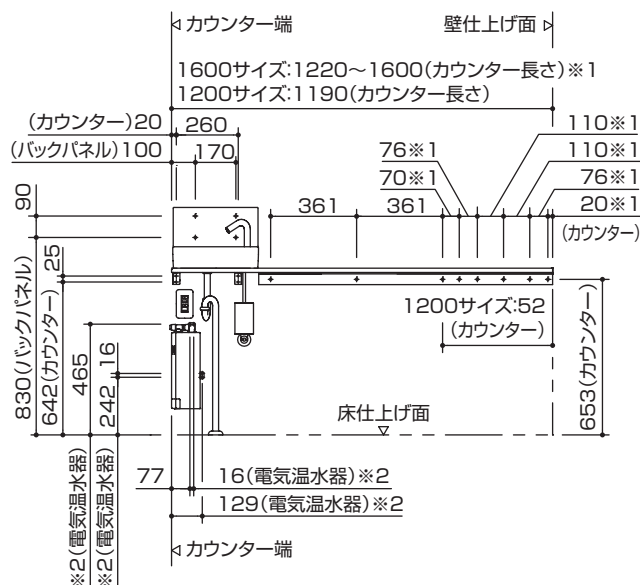 カウンター端
壁仕上げ面
1600サイズ:1220〜1600(カウンター長さ)※1
1200サイズ:1190(カウンター長さ)
(カウンター)20
260
110※1
(バックパネル)100
170
76※1
110※1
70※1
76※1
90
361
361
20※1
(カウンター)
25
1200サイズ:52
(カウンター)
830(バックパネル)
642(カウンター)
465
16
242
653(カウンター)
床仕上げ面
77
16(電気温水器)※2
129(電気温水器)※2
※2(電気温水器)
※2(電気温水器)
カウンター端